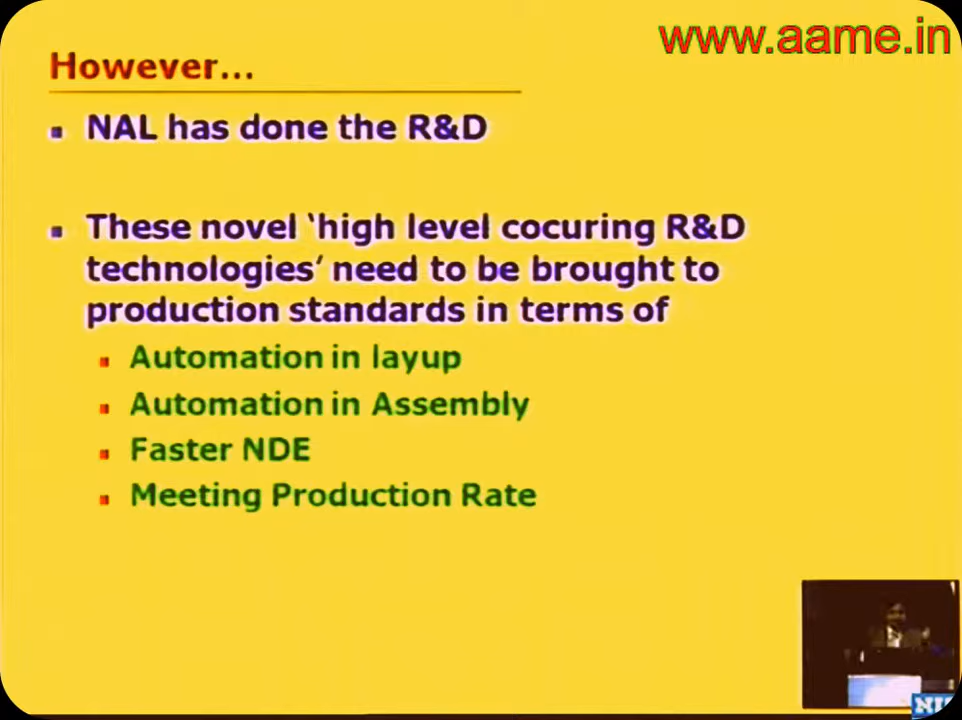 www.aame.in
However...
NAL has done the R&D
These novel ‘high level cocuring R&D
technologies’ need to be brought to
production standards in terms of
Automation in layup
Automation in Assembly
Faster NDE
Meeting Production Rate